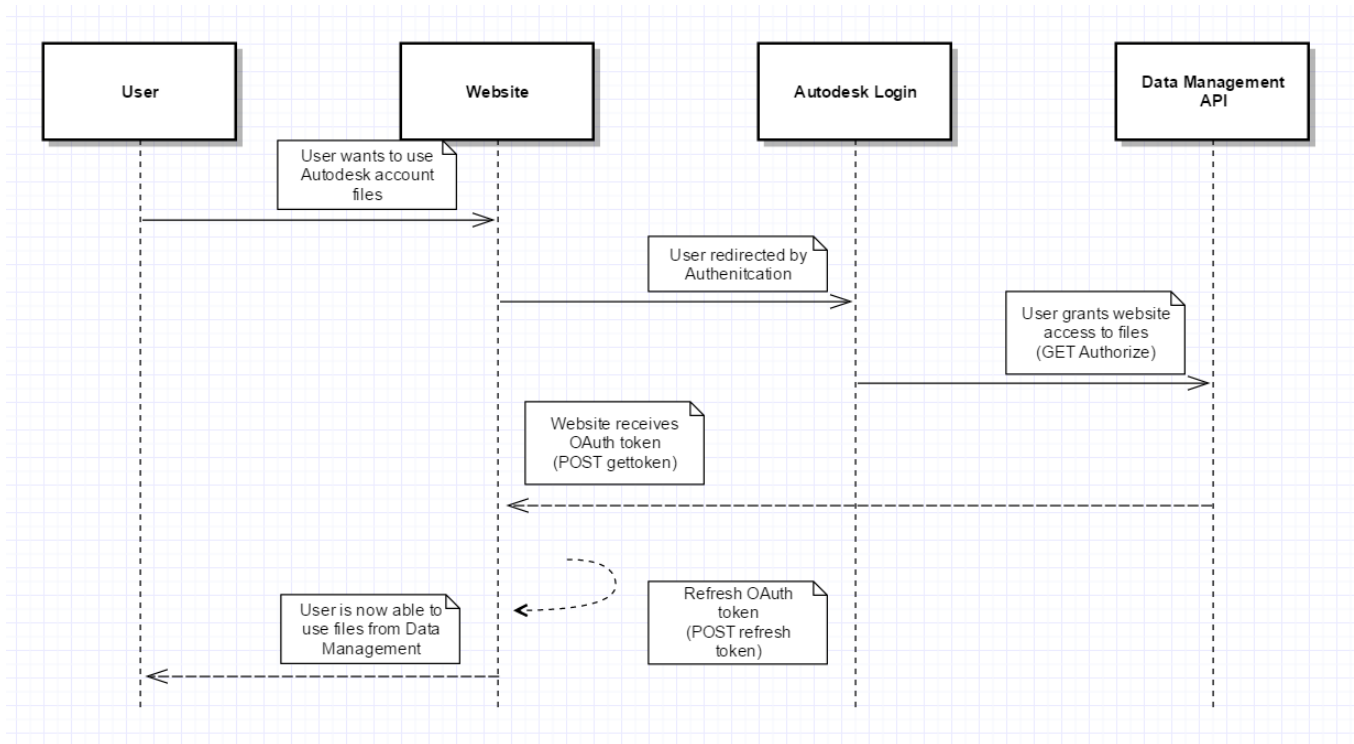 User
Website
Autodesk Login
Data Management
API
User wants to use
Autodesk account
files
User redirected by
Authenitcation
User grants website
access to files
(GET Authorize)
Website receives
OAuth token
(POST gettoken)
Refresh OAuth
token
(POST refresh
token)
User is now able to
use files from Data
Management